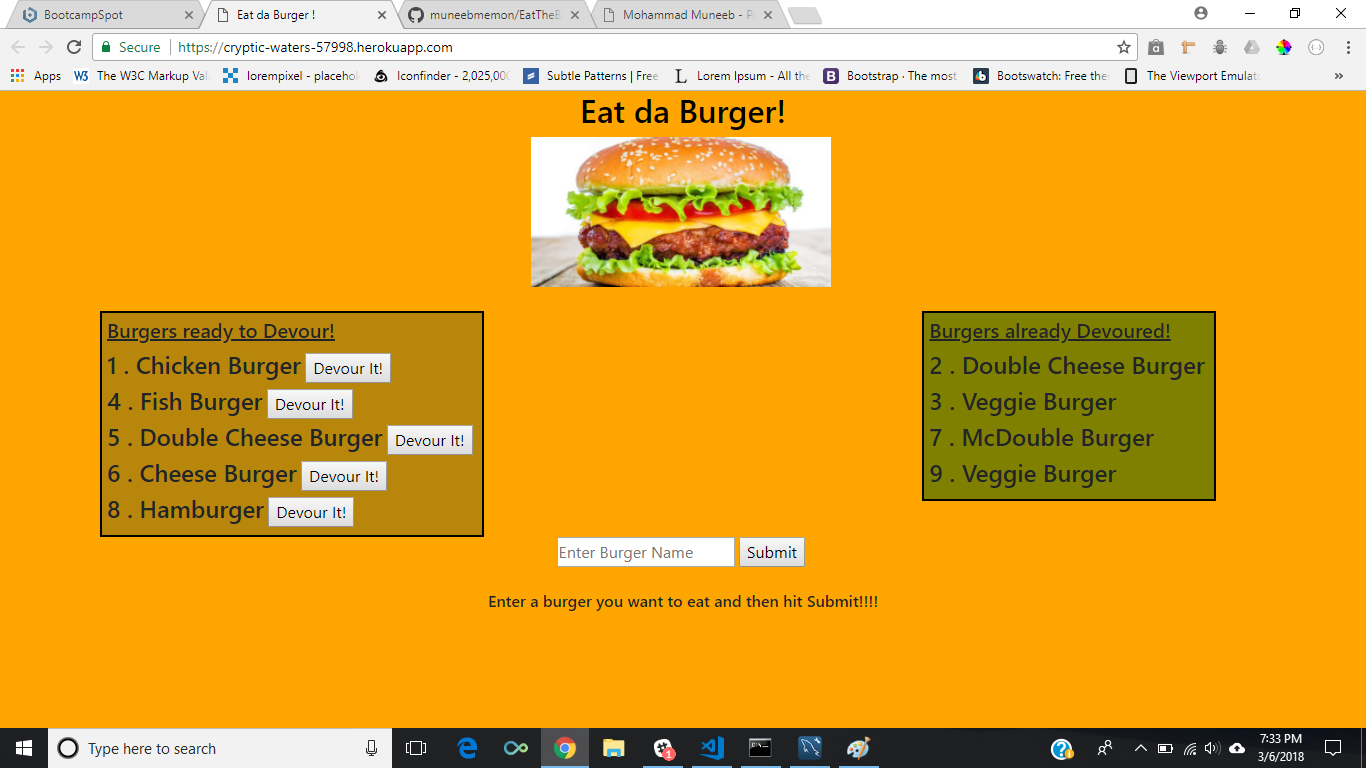 BootcampSpot
Eat da Burger !
muneebmemon/EatTheB
Mohammad Muneeb - P
Secure
https://cryptic-waters-57998.herokuapp.com
Apps
The W3C Markup Vali
lorempixel - placehol
Iconfinder - 2,025,000
Subtle Patterns | Free
Lorem Ipsum - All the
Bootstrap · The most
Bootswatch: Free the
The Viewport Emulato
Eat da Burger!
Burgers ready to Devour!
1 . Chicken Burger Devour It!
4 . Fish Burger Devour It!
5 . Double Cheese Burger Devour It!
6 . Cheese Burger Devour It!
8 . Hamburger Devour It!
Burgers already Devoured!
2 . Double Cheese Burger
3 . Veggie Burger
7 . McDouble Burger
9 . Veggie Burger
Enter Burger Name Submit
Enter a burger you want to eat and then hit Submit!!!!
Type here to search
7:33 PM
3/6/2018